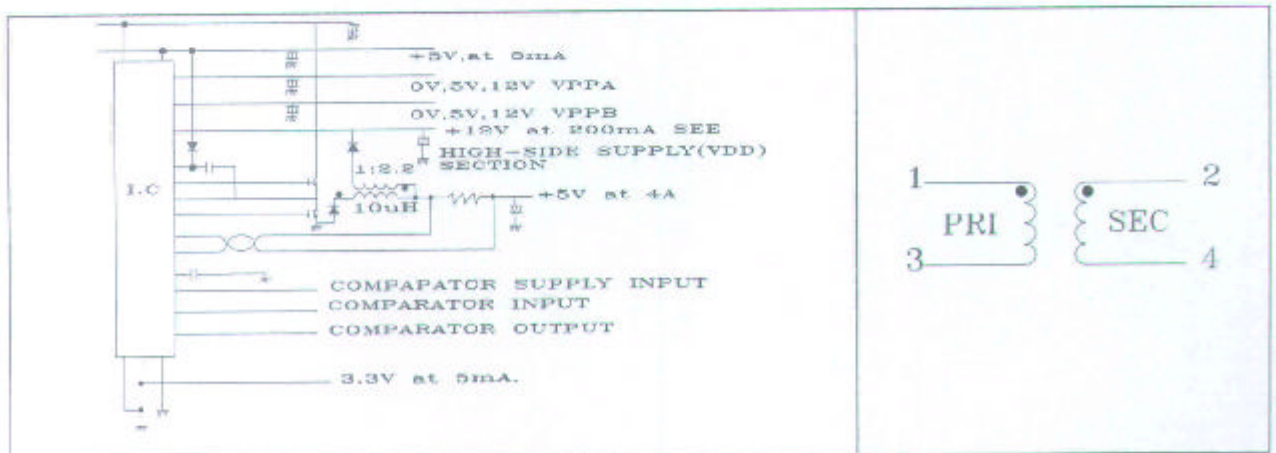 +5V,at
0V,5V,12V VPPA
0V,5V,12V VPPB
+12V at 200mA SEE
HIGH-SIDE SUPPLY(VDD)
SECTION
1:2.2
I.C
10uH
+5V at 4A
COMPAPATOR SUPPLY INPUT
COMPARATOR INPUT
COMPARATOR OUTPUT
3.3V at 5mA.
1
2
PRI
SEC
3
4